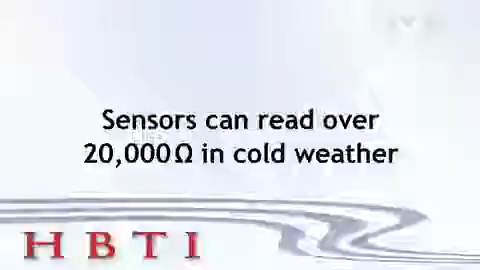 Sensors can read over
20,000Ω in cold weather
HBTI